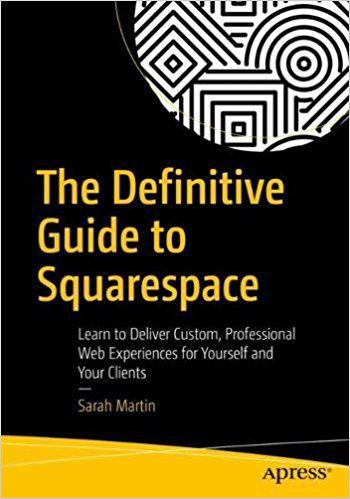 The Definitive
Guide to
Squarespace
Learn to Deliver Custom, Professional
Web Experiences for Yourself and
Your Clients
—
Sarah Martin
Apress®